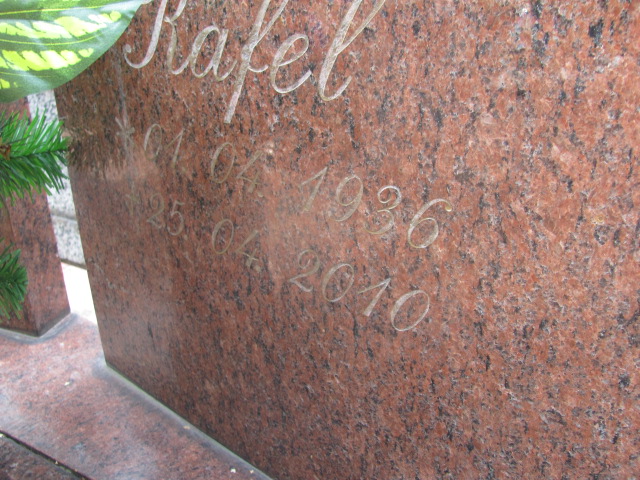 Rafel
* 01. 04. 1936
† 25. 04. 2010